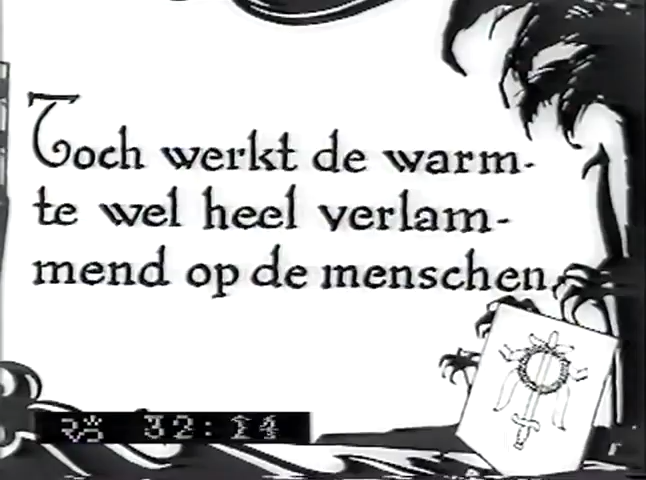 Toch werkt de warm-
te wel heel verlam-
mend op de menschen.
32:14